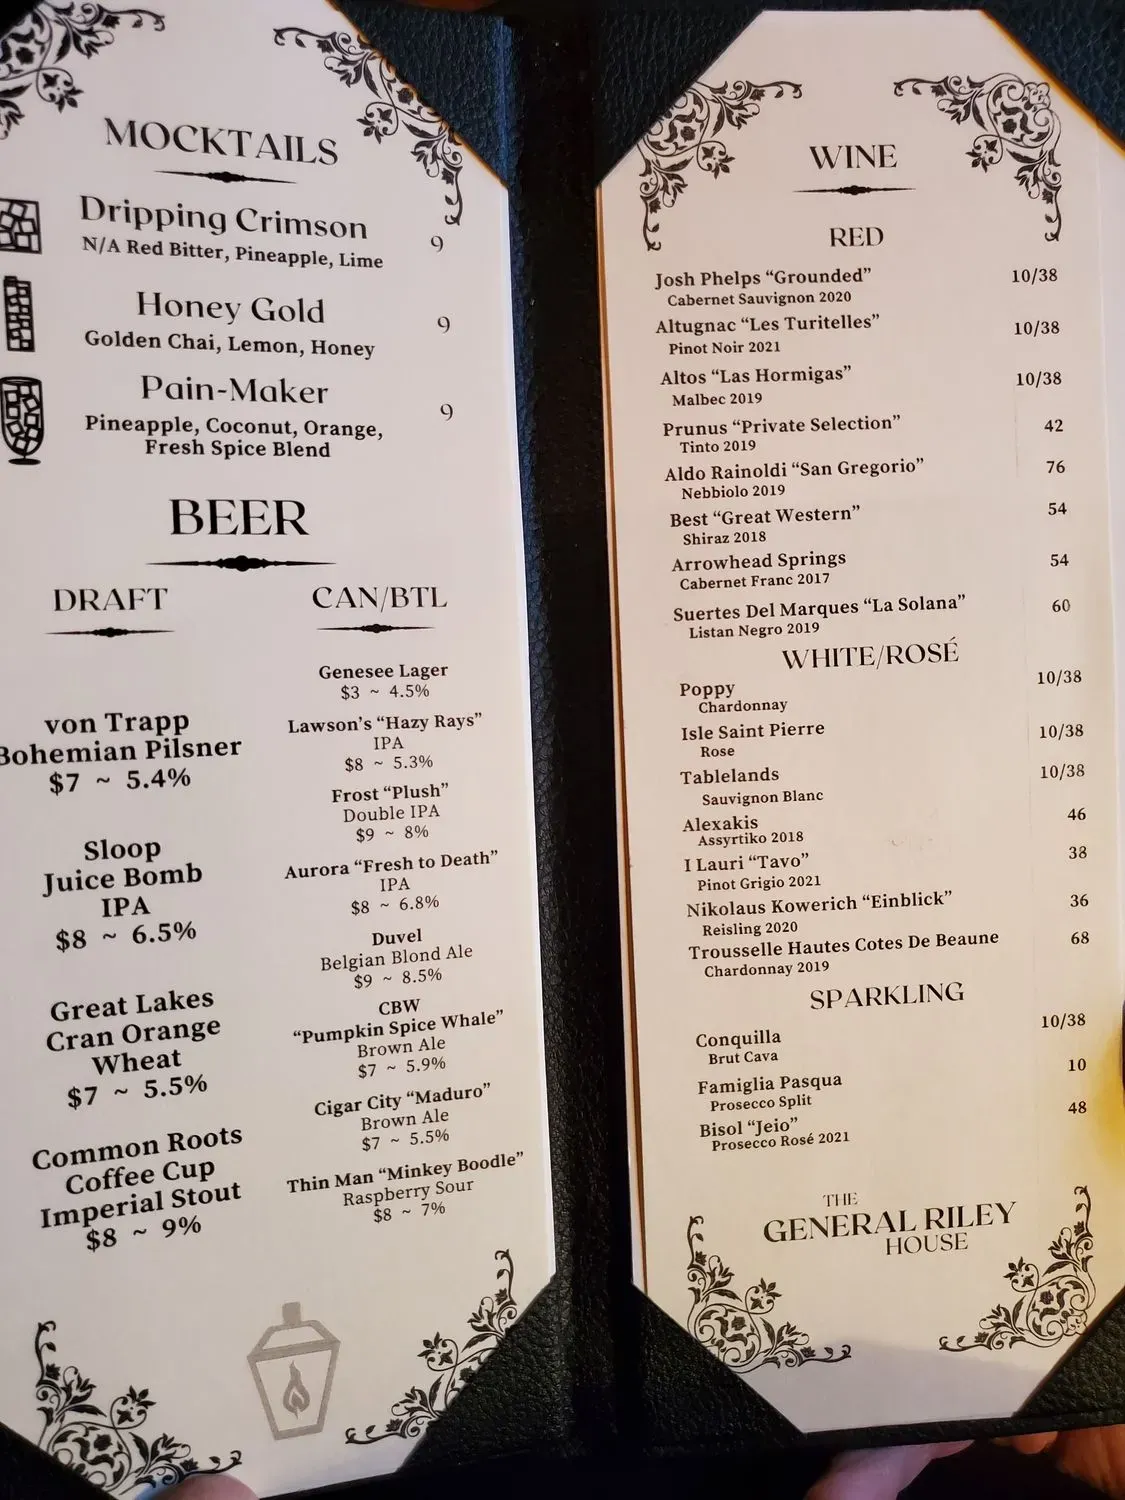 MOCKTAILS
Dripping Crimson
N/A Red Bitter, Pineapple, Lime
9
Honey Gold
Golden Chai, Lemon, Honey
9
Pain-Maker
Pineapple, Coconut, Orange,
Fresh Spice Blend
9
BEER
DRAFT
von Trapp
Bohemian Pilsner
$7 ~ 5.4%
Sloop
Juice Bomb
IPA
$8 ~ 6.5%
Great Lakes
Cran Orange
Wheat
$7 ~ 5.5%
Common Roots
Coffee Cup
Imperial Stout
$8 ~ 9%
CAN/BTL
Genesee Lager
$3 ~ 4.5%
Lawson's "Hazy Rays"
IPA
$8 ~ 5.3%
Frost "Plush"
Double IPA
$9 ~ 8%
Aurora "Fresh to Death"
IPA
$8 ~ 6.8%
Duvel
Belgian Blond Ale
$9 ~ 8.5%
CBW
"Pumpkin Spice Whale"
Brown Ale
$7 ~ 5.9%
Cigar City "Maduro"
Brown Ale
$7 ~ 5.5%
Thin Man "Minkey Boodle"
Raspberry Sour
$8 ~ 7%
WINE
RED
Josh Phelps "Grounded" 10/38
Cabernet Sauvignon 2020
Altugnac "Les Turitelles" 10/38
Pinot Noir 2021
Altos "Las Hormigas" 10/38
Malbec 2019
Prunus "Private Selection" 42
Tinto 2019
Aldo Rainoldi "San Gregorio" 76
Nebbiolo 2019
Best "Great Western" 54
Shiraz 2018
Arrowhead Springs 54
Cabernet Franc 2017
Suertes Del Marques "La Solana" 60
Listan Negro 2019
WHITE/ROSÉ
Poppy 10/38
Chardonnay
Isle Saint Pierre 10/38
Rose
Tablelands 10/38
Sauvignon Blanc
Alexakis 46
Assyrtiko 2018
I Lauri "Tavo" 38
Pinot Grigio 2021
Nikolaus Kowerich "Einblick" 36
Reisling 2020
Trousselle Hautes Cotes De Beaune 68
Chardonnay 2019
SPARKLING
Conquilla 10/38
Brut Cava
Famiglia Pasqua 10
Prosecco Split
Bisol "Jeio" 48
Prosecco Rosé 2021
THE
GENERAL RILEY
HOUSE